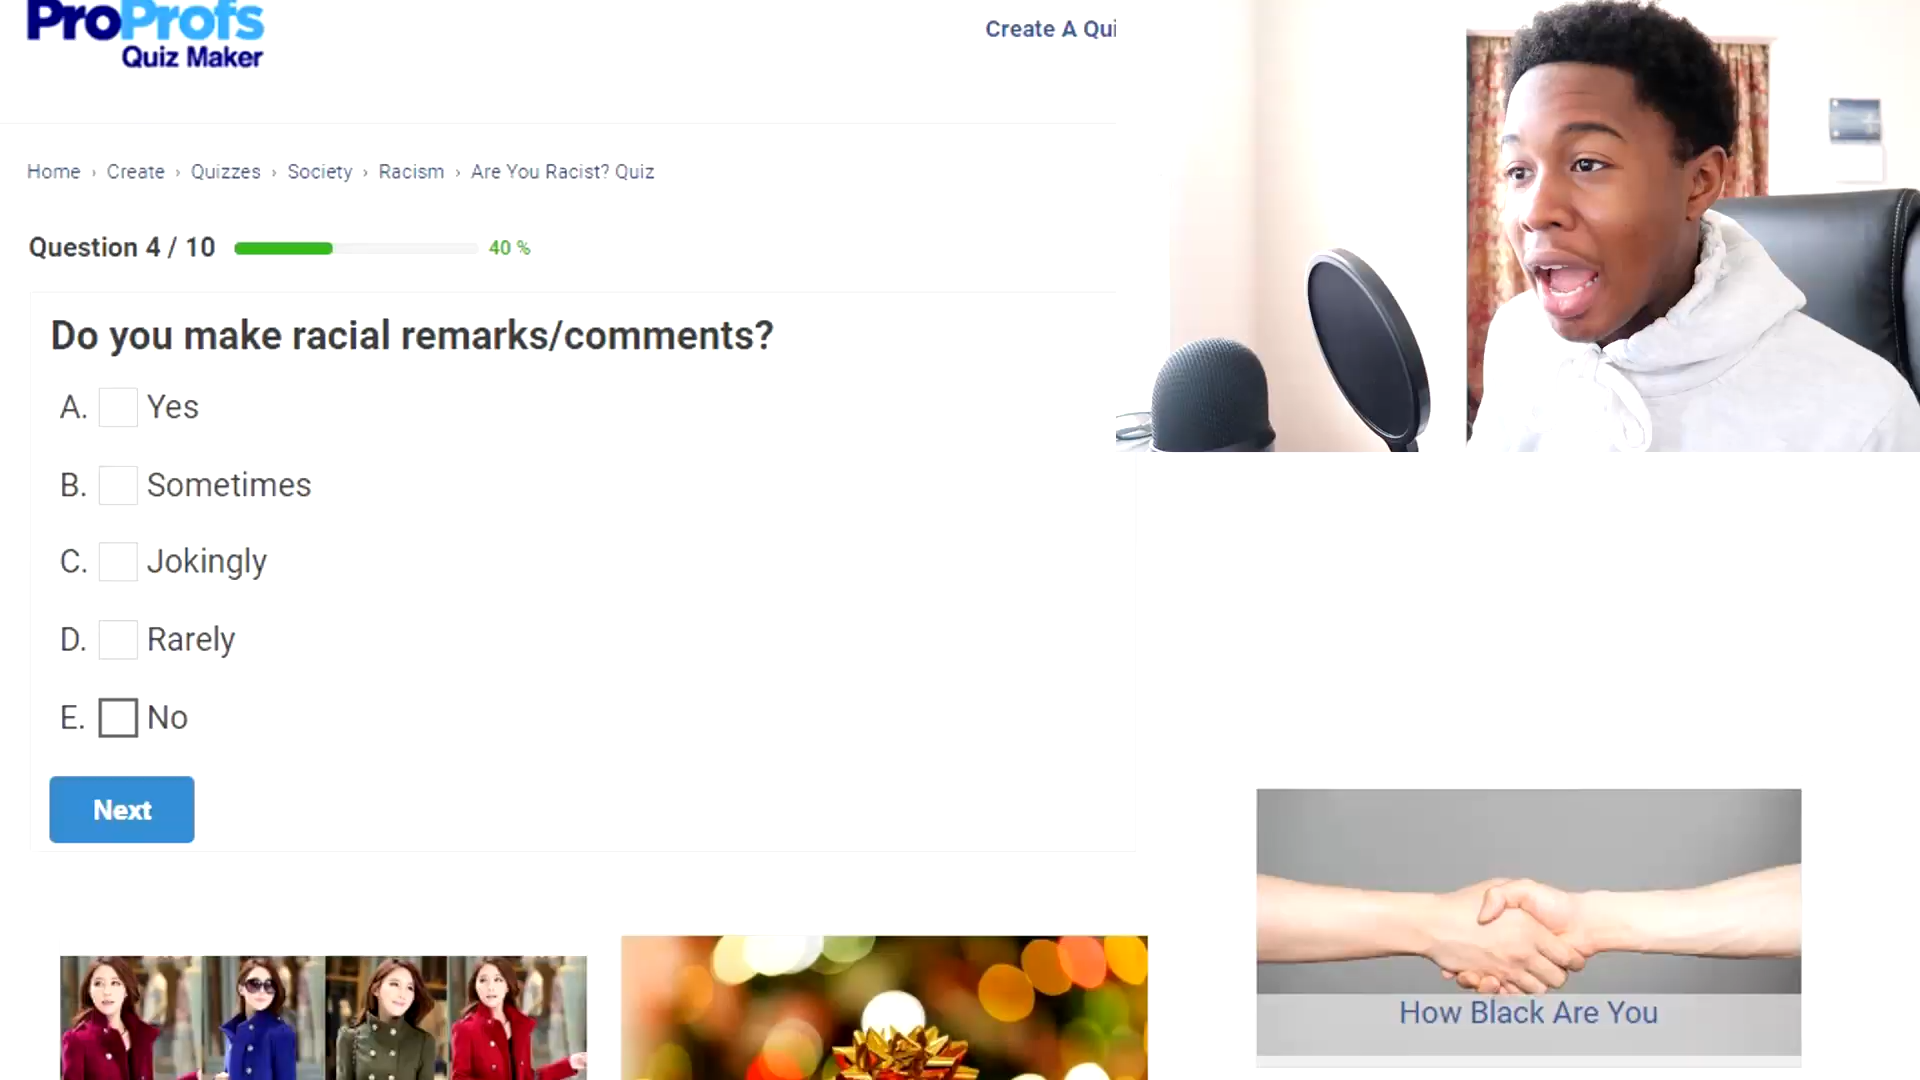 ProProfs
Quiz Maker
Create A Qui
Home › Create › Quizzes › Society › Racism › Are You Racist? Quiz
Question 4 / 10 40 %
Do you make racial remarks/comments?
A. Yes
B. Sometimes
C. Jokingly
D. Rarely
E. No
Next
How Black Are You